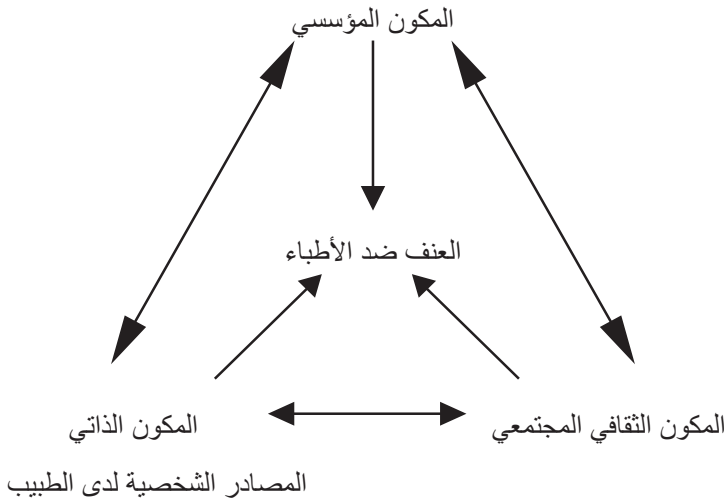 المكون المؤسسي
العنف ضد الأطباء
المكون الثقافي المجتمعي
المكون الذاتي
المصادر الشخصية لدى الطبيب